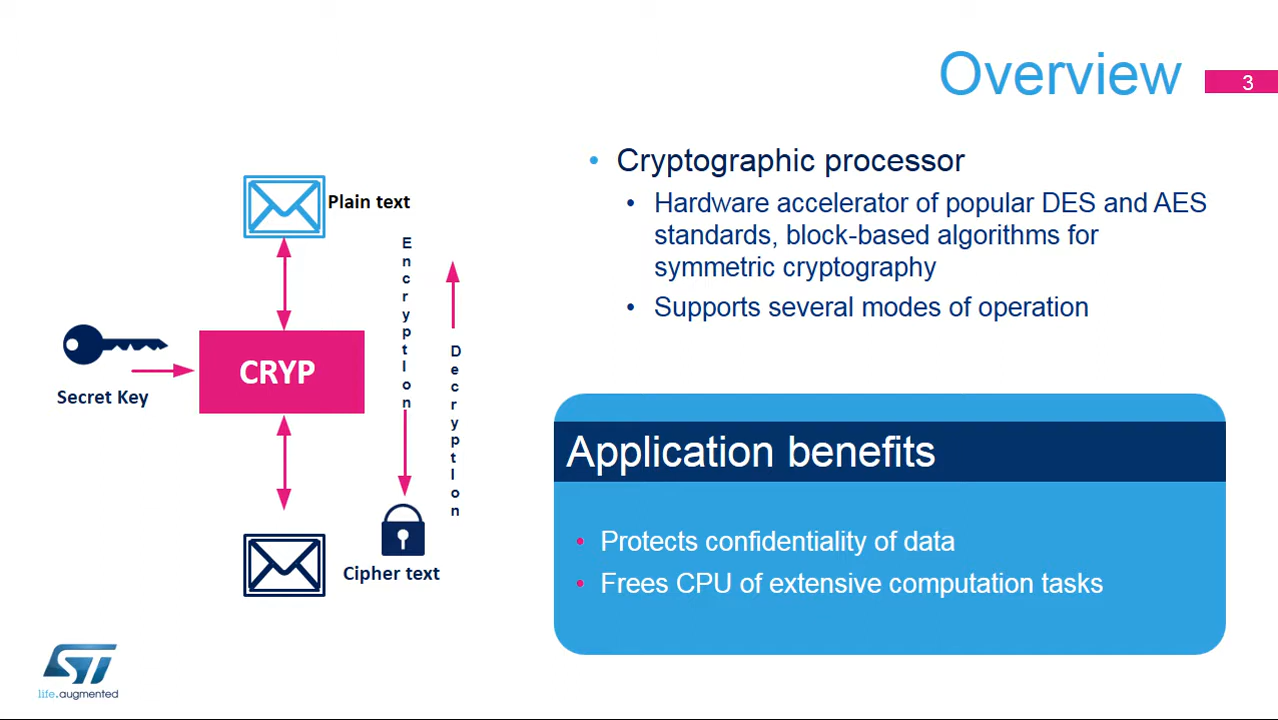 Overview
3
Plain text
Encryption
Decryption
Secret Key
CRYP
Cipher text
• Cryptographic processor
• Hardware accelerator of popular DES and AES
standards, block-based algorithms for
symmetric cryptography
• Supports several modes of operation
Application benefits
• Protects confidentiality of data
• Frees CPU of extensive computation tasks
ST
life.augmented